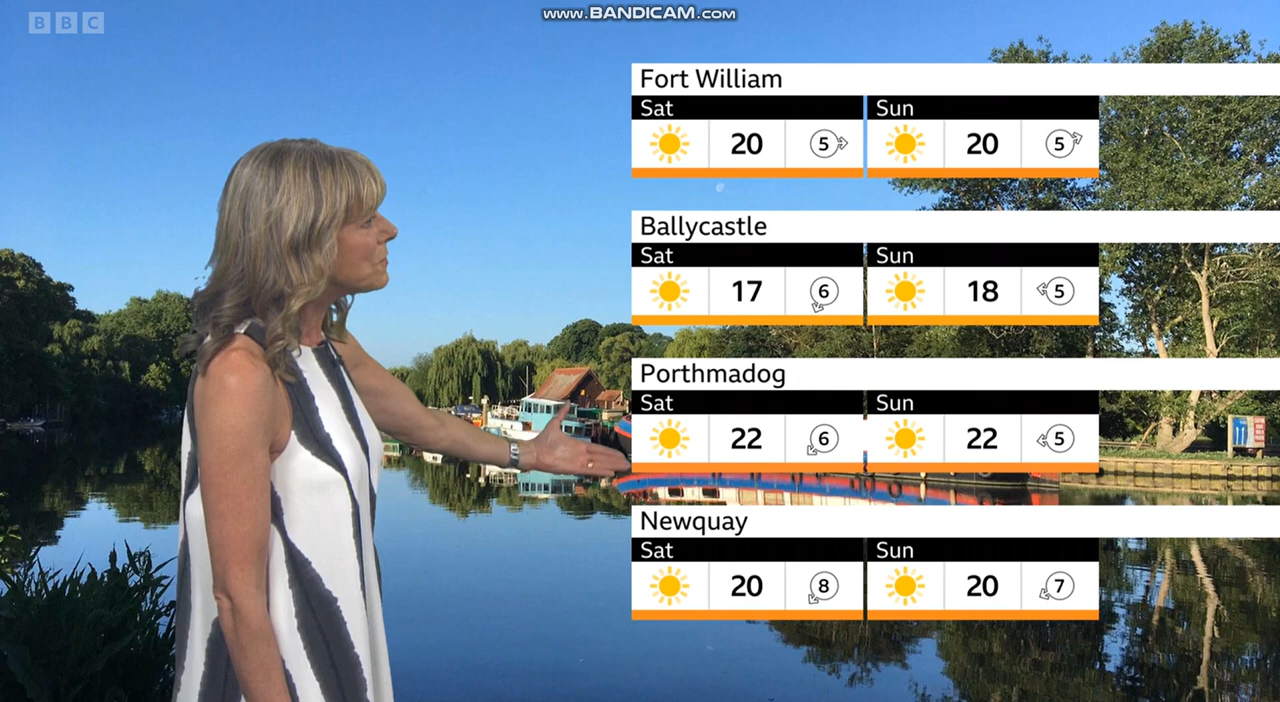 BBC
www.BANDICAM.com
Fort William
Sat Sun
20 5 20 5
Ballycastle
Sat Sun
17 6 18 5
Porthmadog
Sat Sun
22 6 22 5
Newquay
Sat Sun
20 8 20 7